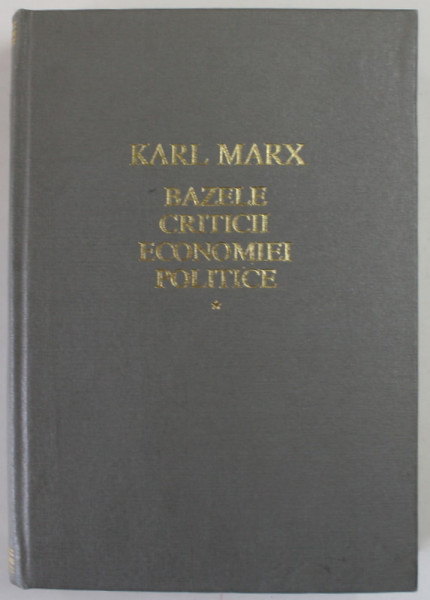 KARL MARX
BAZELE
CRITICII
ECONOMIEI
POLITICE
*